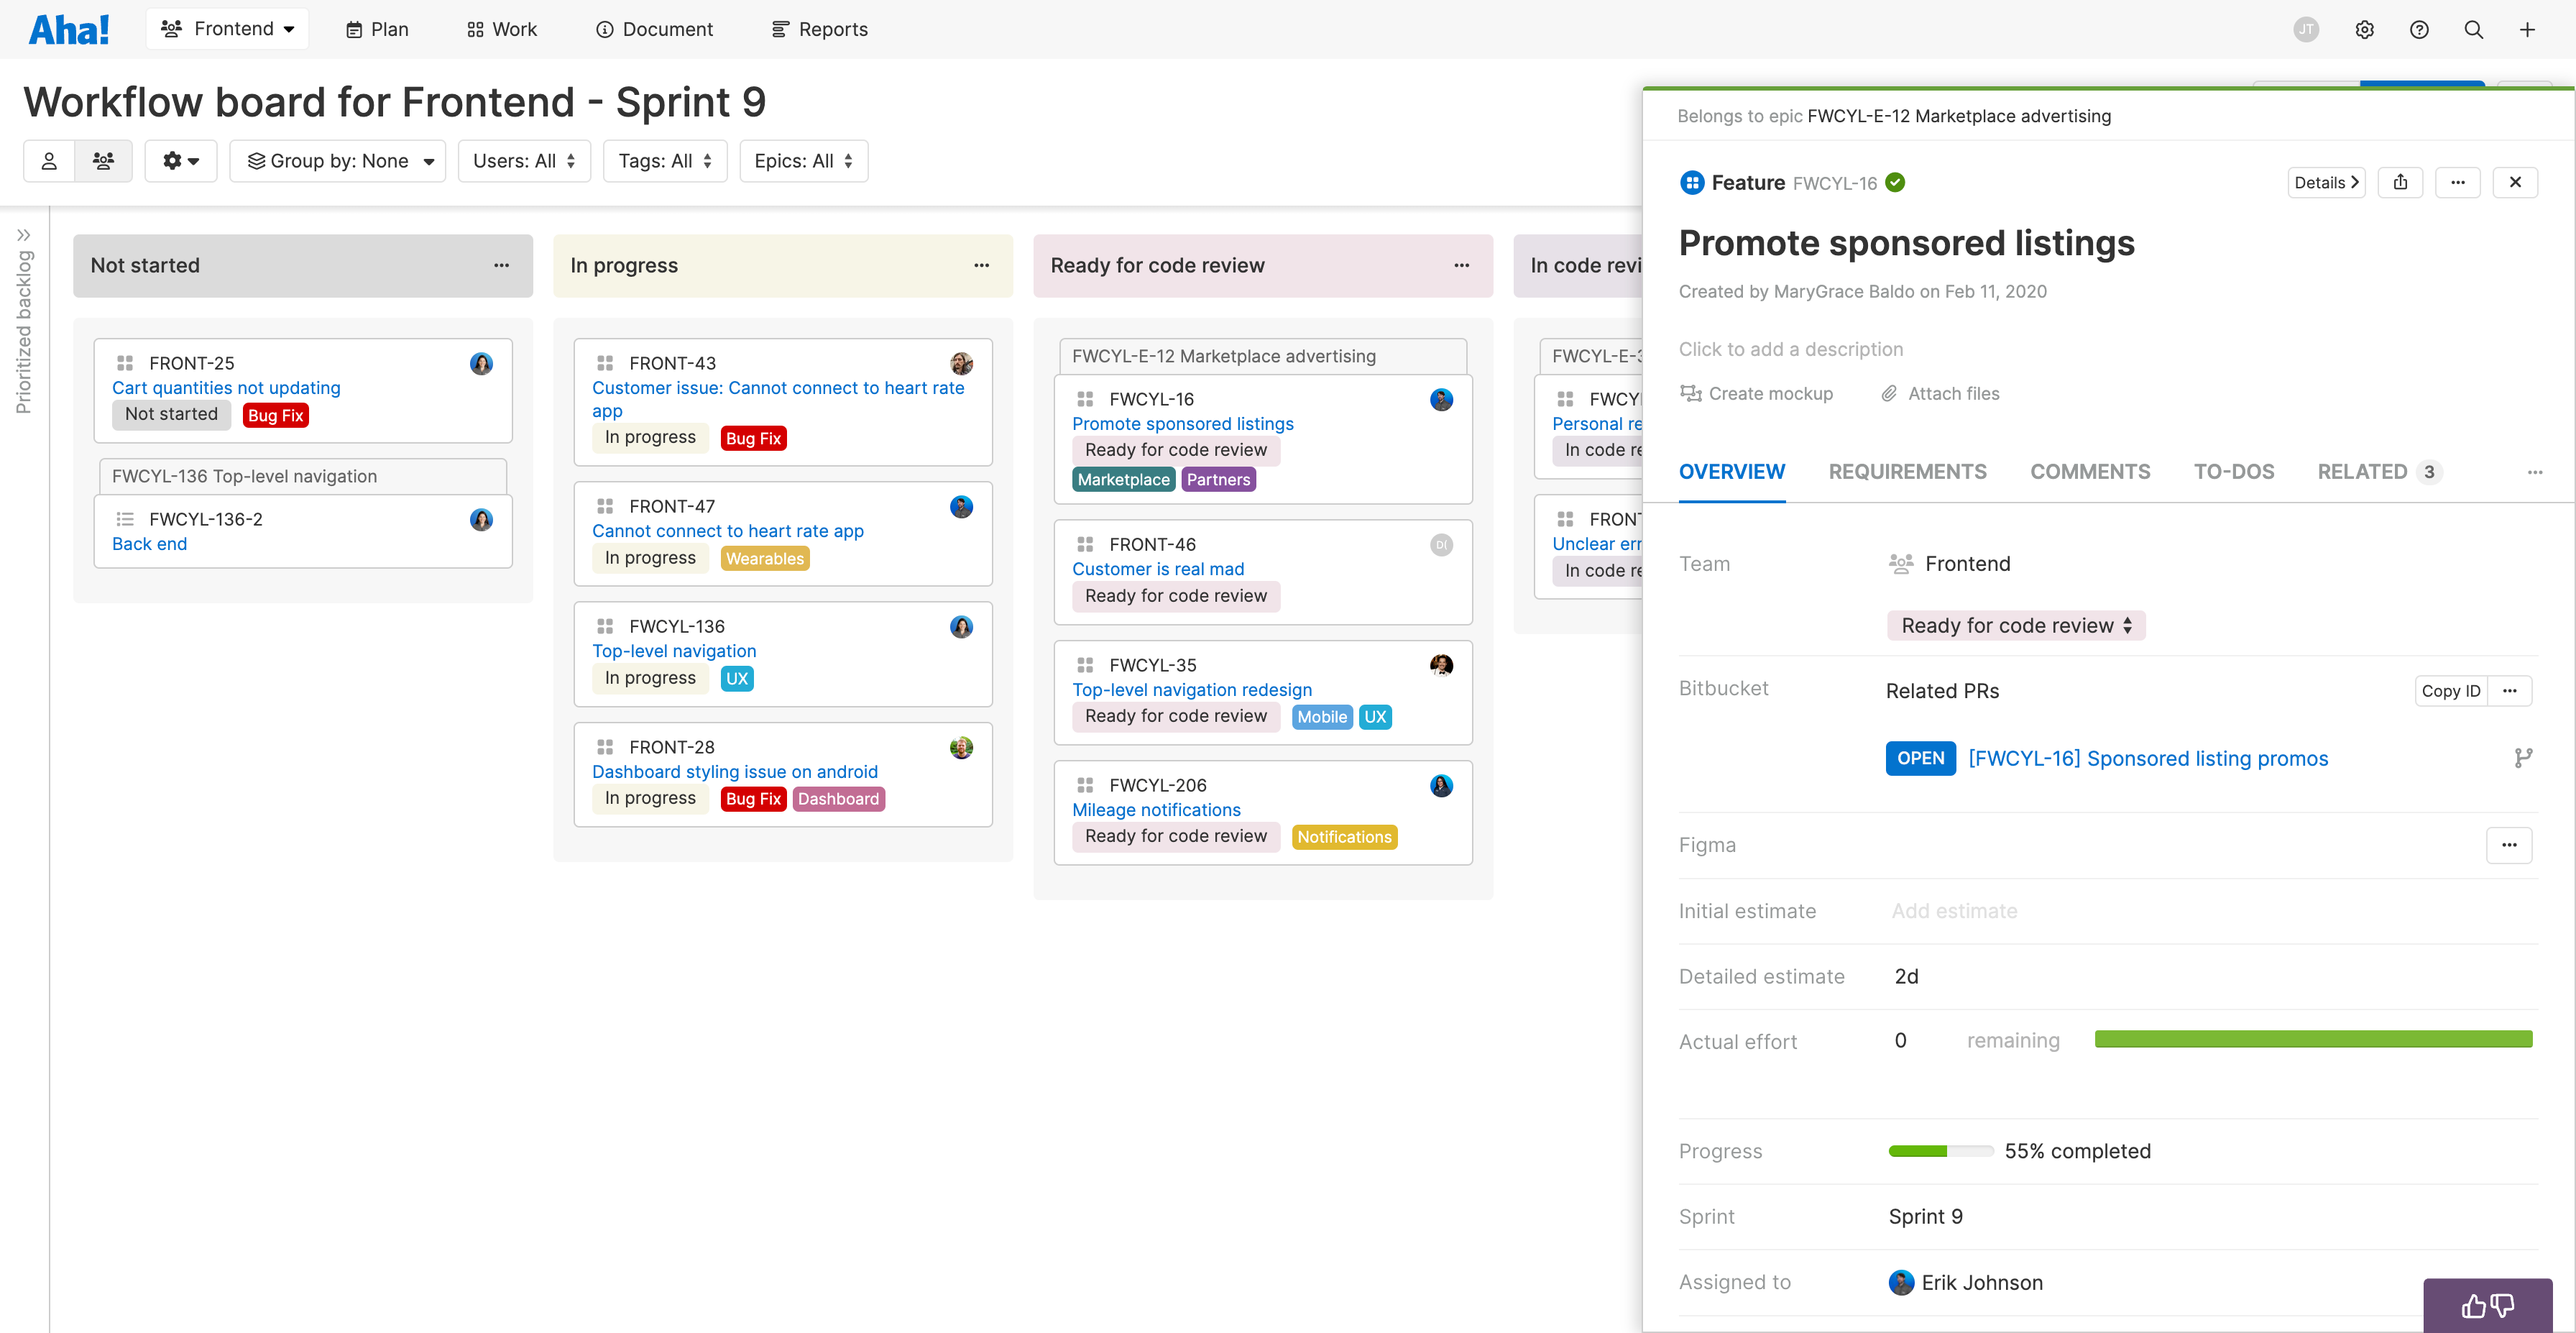 Aha!
Frontend
Plan
Work
Document
Reports
JT
Workflow board for Frontend - Sprint 9
Group by: None
Users: All
Tags: All
Epics: All
Prioritized backlog
Not started
FRONT-25
Cart quantities not updating
Not started
Bug Fix
FWCYL-136 Top-level navigation
FWCYL-136-2
Back end
In progress
FRONT-43
Customer issue: Cannot connect to heart rate
app
In progress
Bug Fix
FRONT-47
Cannot connect to heart rate app
In progress
Wearables
FWCYL-136
Top-level navigation
In progress
UX
FRONT-28
Dashboard styling issue on android
In progress
Bug Fix
Dashboard
Ready for code review
FWCYL-E-12 Marketplace advertising
FWCYL-16
Promote sponsored listings
Ready for code review
Marketplace
Partners
FRONT-46
D(
Customer is real mad
Ready for code review
FWCYL-35
Top-level navigation redesign
Ready for code review
Mobile
UX
FWCYL-206
Mileage notifications
Ready for code review
Notifications
In code revi
FWCYL-E-3
FWCY
Personal re
In code re
FRONT
Unclear err
In code re
Belongs to epic FWCYL-E-12 Marketplace advertising
Feature FWCYL-16
Details
Promote sponsored listings
Created by MaryGrace Baldo on Feb 11, 2020
Click to add a description
Create mockup
Attach files
OVERVIEW
REQUIREMENTS
COMMENTS
TO-DOS
RELATED 3
Team
Frontend
Ready for code review
Bitbucket
Related PRs
Copy ID
OPEN
[FWCYL-16] Sponsored listing promos
Figma
Initial estimate
Add estimate
Detailed estimate
2d
Actual effort
0
remaining
Progress
55% completed
Sprint
Sprint 9
Assigned to
Erik Johnson